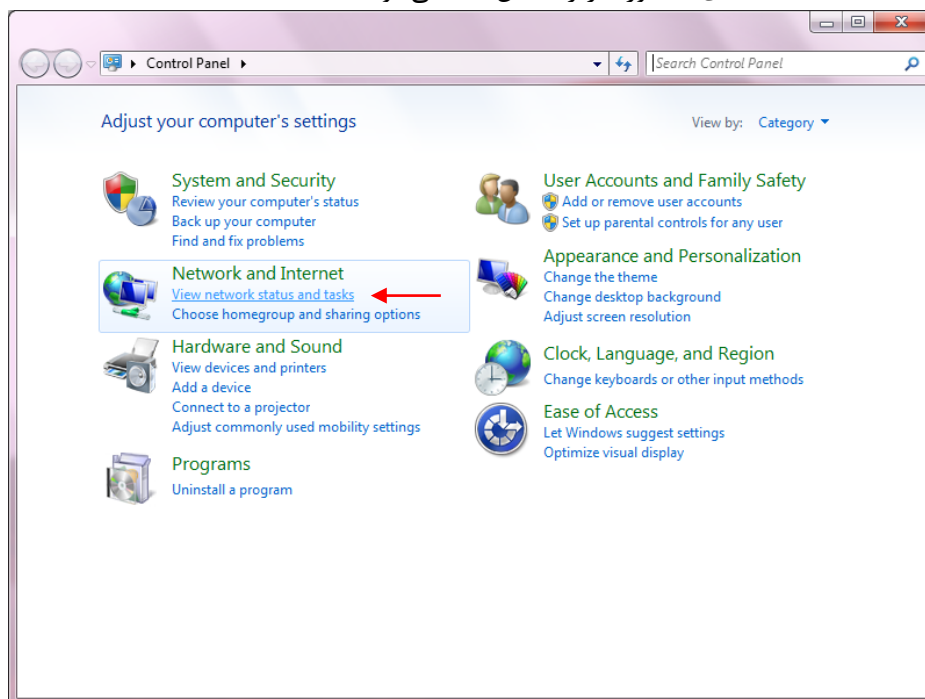 Control Panel
Search Control Panel
Adjust your computer's settings
View by: Category
System and Security
Review your computer's status
Back up your computer
Find and fix problems
Network and Internet
View network status and tasks
Choose homegroup and sharing options
Hardware and Sound
View devices and printers
Add a device
Connect to a projector
Adjust commonly used mobility settings
Programs
Uninstall a program
User Accounts and Family Safety
Add or remove user accounts
Set up parental controls for any user
Appearance and Personalization
Change the theme
Change desktop background
Adjust screen resolution
Clock, Language, and Region
Change keyboards or other input methods
Ease of Access
Let Windows suggest settings
Optimize visual display